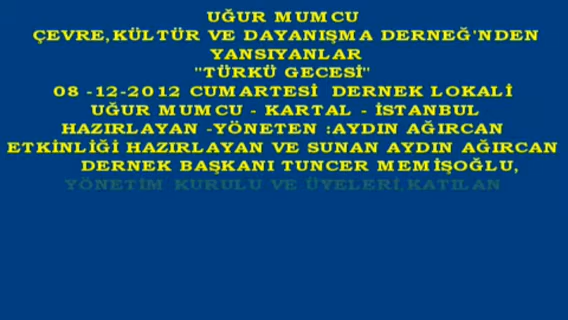 UĞUR MUMCU
ÇEVRE,KÜLTÜR VE DAYANIŞMA DERNEĞ'NDEN
YANSIYANLAR
"TÜRKÜ GECESİ"
08 -12-2012 CUMARTESİ DERNEK LOKALİ
UĞUR MUMCU - KARTAL - İSTANBUL
HAZIRLAYAN -YÖNETEN :AYDIN AĞIRCAN
ETKİNLİĞİ HAZIRLAYAN VE SUNAN AYDIN AĞIRCAN
DERNEK BAŞKANI TUNCER MEMİŞOĞLU,
YÖNETİM KURULU VE ÜYELERİ,KATILAN